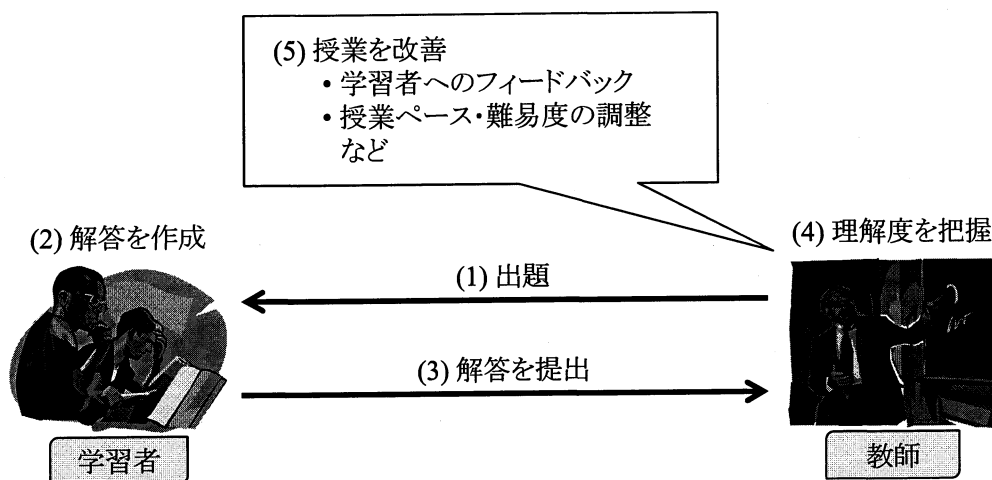 (5) 授業を改善
・学習者へのフィードバック
・授業ペース・難易度の調整
など
(2) 解答を作成
(4) 理解度を把握
(1) 出題
(3) 解答を提出
学習者
教師